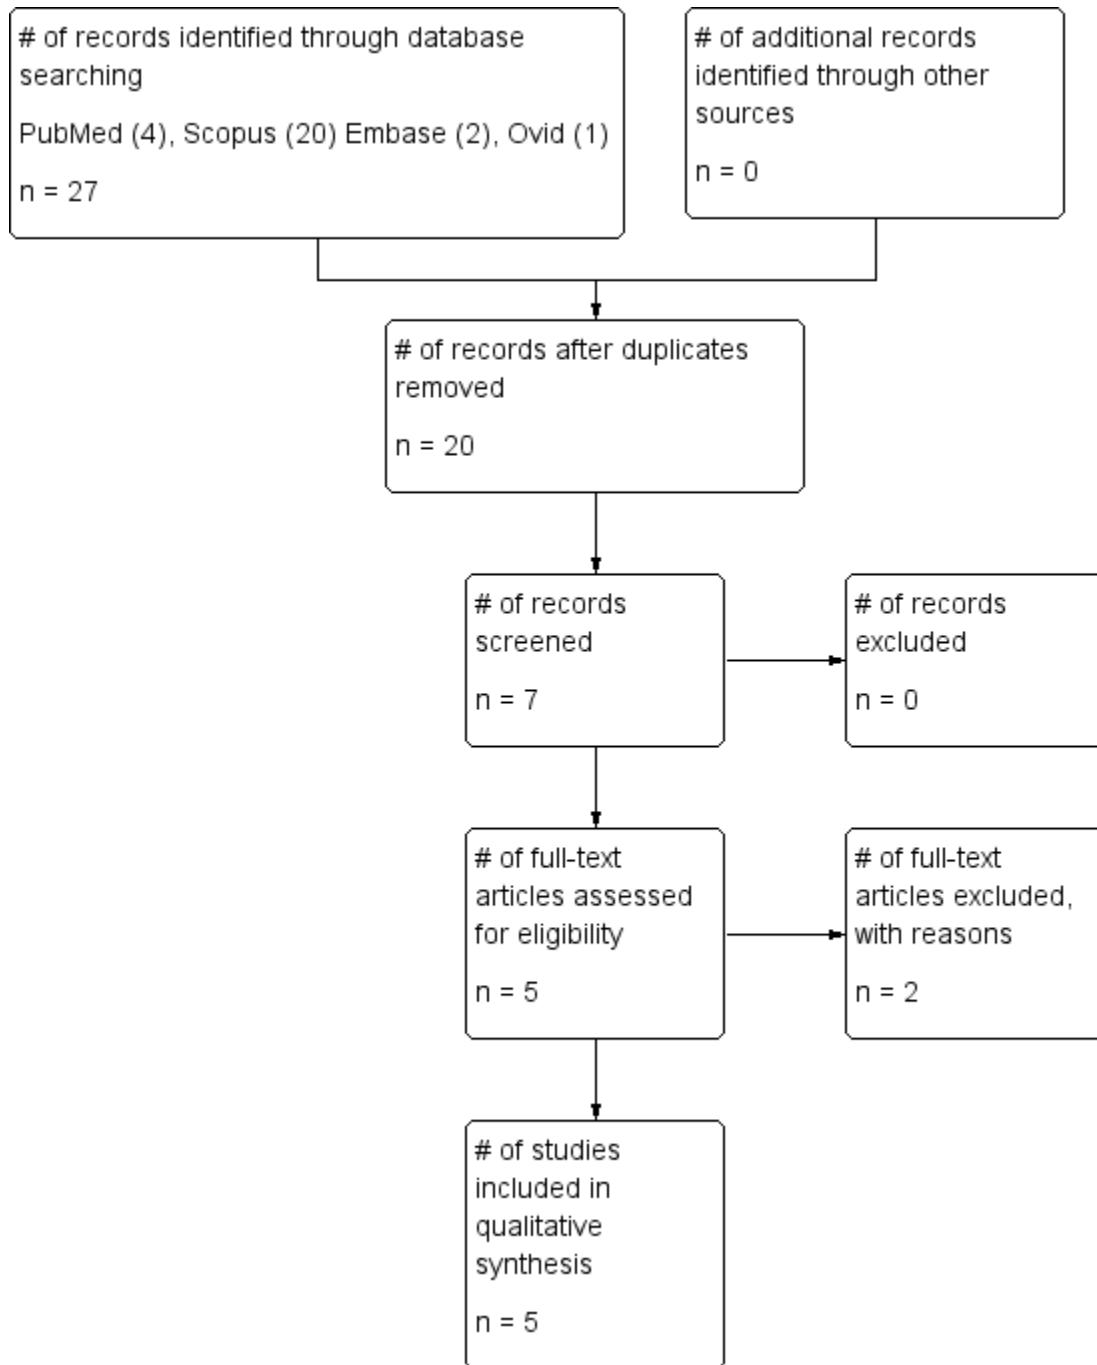 # of records identified through database
searching
PubMed (4), Scopus (20) Embase (2), Ovid (1)
n = 27
# of additional records
identified through other
sources
n = 0
# of records after duplicates
removed
n = 20
# of records
screened
n = 7
# of records
excluded
n = 0
# of full-text
articles assessed
for eligibility
n = 5
# of full-text
articles excluded,
with reasons
n = 2
# of studies
included in
qualitative
synthesis
n = 5